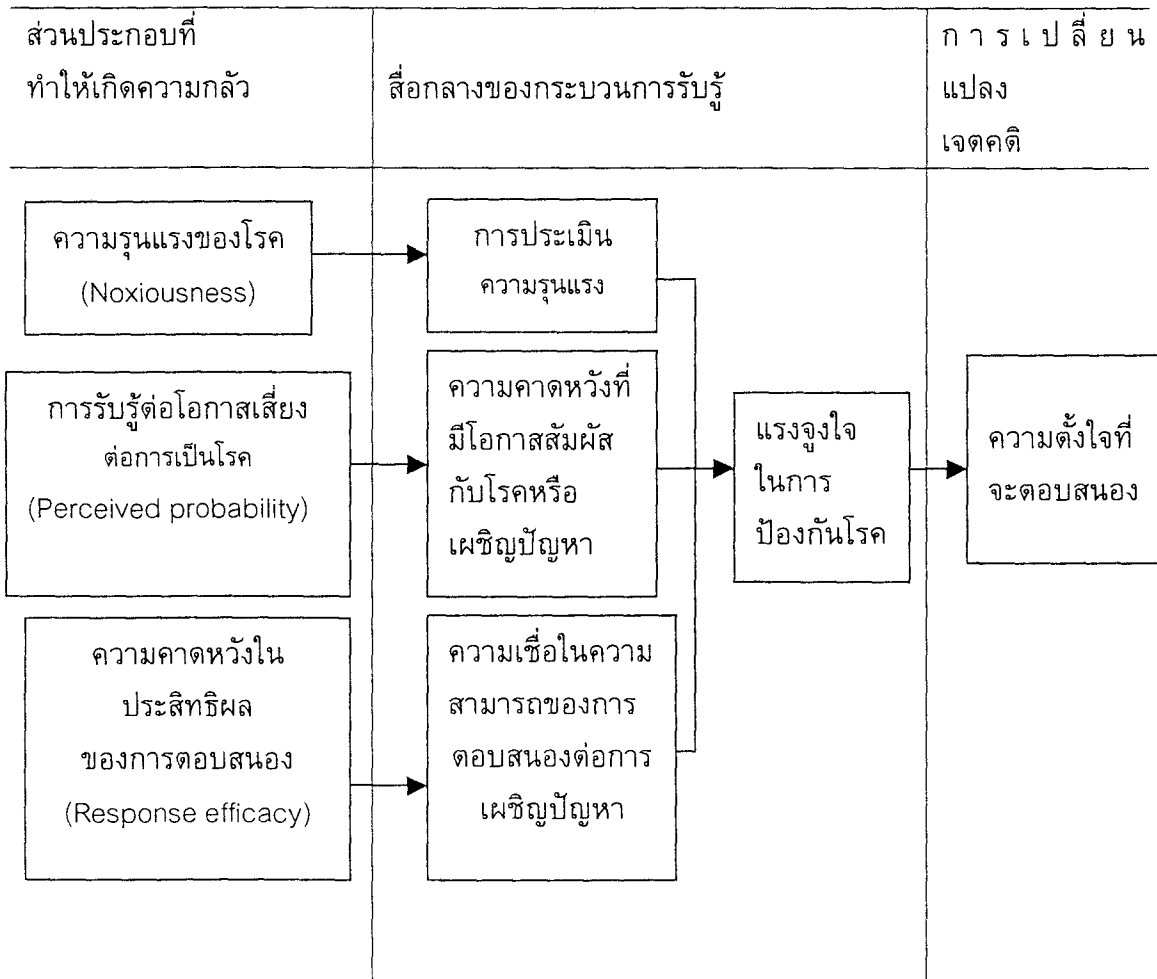 ส่วนประกอบที่
ทำให้เกิดความกลัว
สื่อกลางของกระบวนการรับรู้
ก า ร เ ป ลี่ ย น
แปลง
เจตคติ
ความรุนแรงของโรค
(Noxiousness)
การประเมิน
ความรุนแรง
การรับรู้ต่อโอกาสเสี่ยง
ต่อการเป็นโรค
(Perceived probability)
ความคาดหวังที่
มีโอกาสสัมผัส
กับโรคหรือ
เผชิญปัญหา
แรงจูงใจ
ในการ
ป้องกันโรค
ความตั้งใจที่
จะตอบสนอง
ความคาดหวังใน
ประสิทธิผล
ของการตอบสนอง
(Response efficacy)
ความเชื่อในความ
สามารถของการ
ตอบสนองต่อการ
เผชิญปัญหา